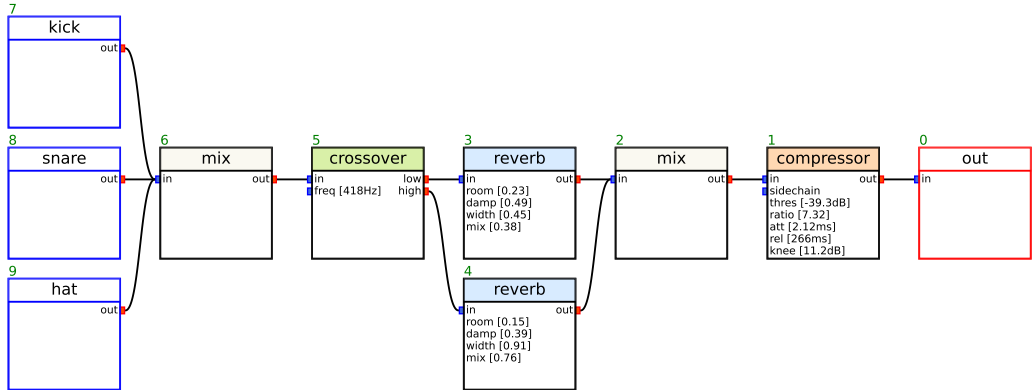 7
kick
out
8
snare
out
9
hat
out
6
mix
in out
5
crossover
in low
freq [418Hz] high
3
reverb
in out
room [0.23]
damp [0.49]
width [0.45]
mix [0.38]
4
reverb
in out
room [0.15]
damp [0.39]
width [0.91]
mix [0.76]
2
mix
in out
1
compressor
in out
sidechain
thres [-39.3dB]
ratio [7.32]
att [2.12ms]
rel [266ms]
knee [11.2dB]
0
out
in